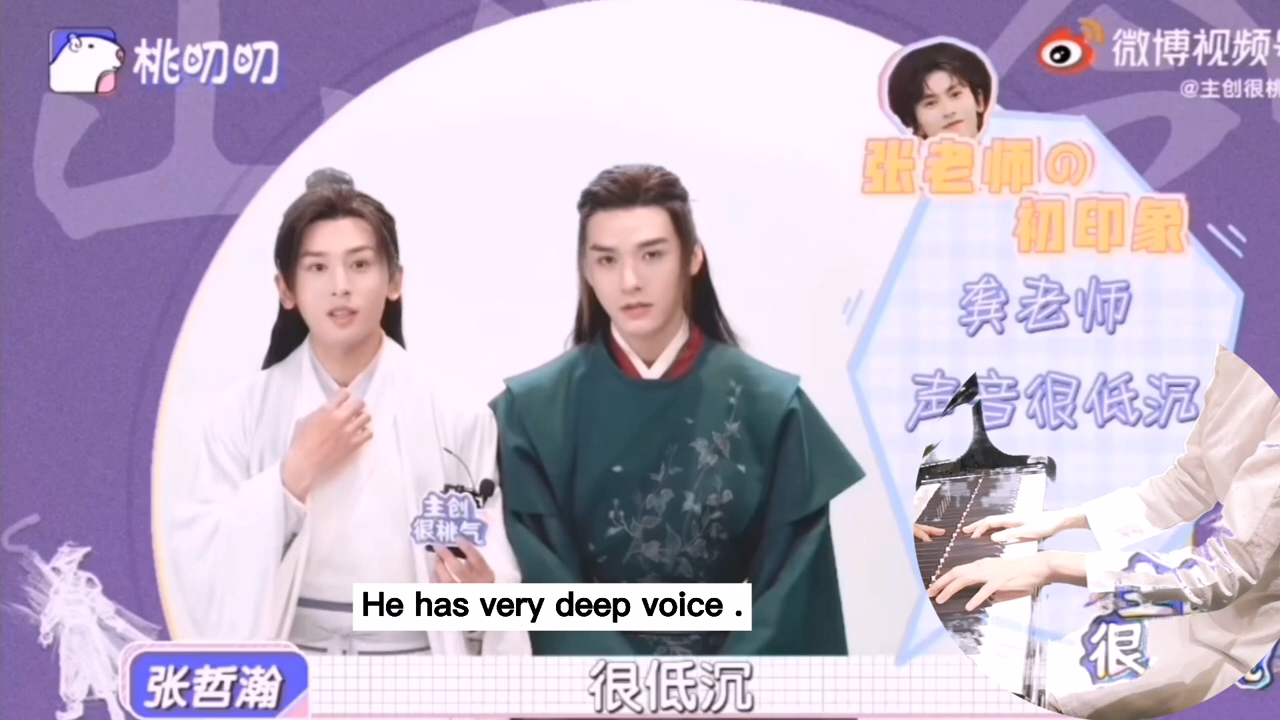 桃叨叨
微博视频号
@主创很桃
张老师の
初印象
龚老师
声音很低沉
主创
很桃气
He has very deep voice .
很
张哲瀚
很低沉